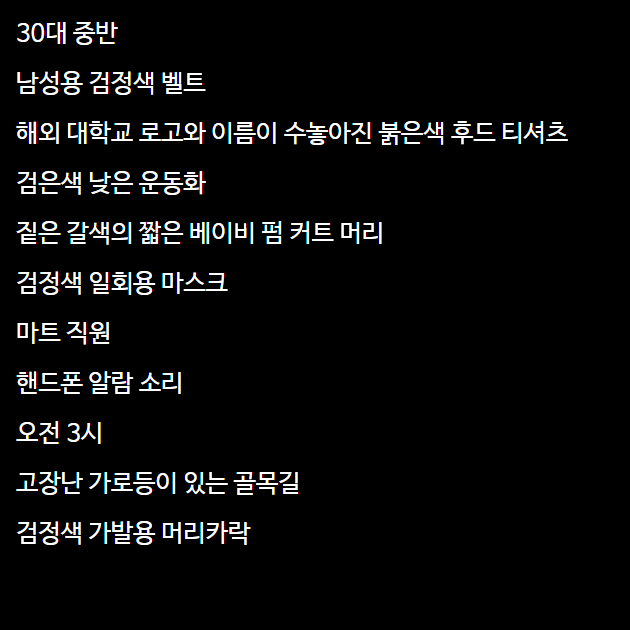 30대 중반
남성용 검정색 벨트
해외 대학교 로고와 이름이 수놓아진 붉은색 후드 티셔츠
검은색 낮은 운동화
짙은 갈색의 짧은 베이비 펌 커트 머리
검정색 일회용 마스크
마트 직원
핸드폰 알람 소리
오전 3시
고장난 가로등이 있는 골목길
검정색 가발용 머리카락